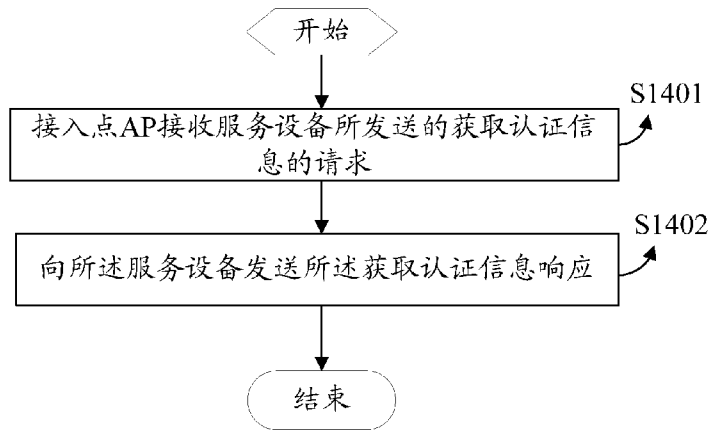 开始
S1401
接入点AP接收服务设备所发送的获取认证信
息的请求
S1402
向所述服务设备发送所述获取认证信息响应
结束